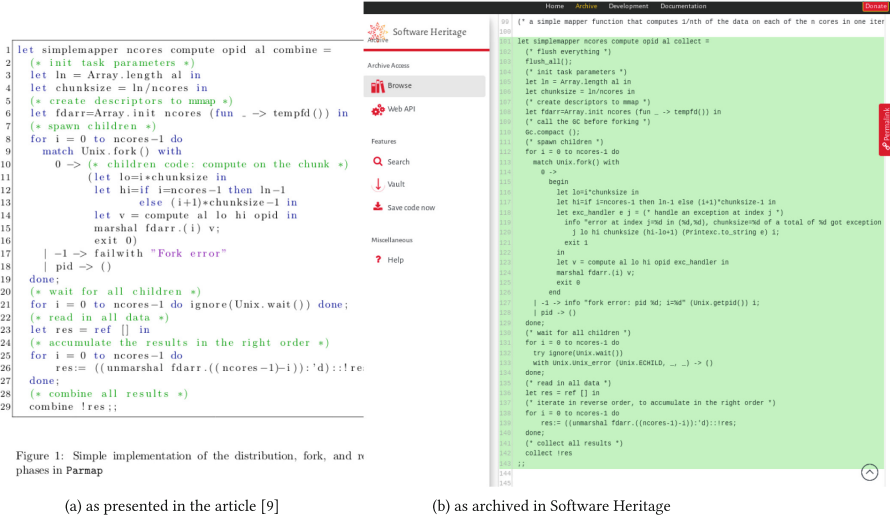 1 let simplemapper ncores compute opid al combine =
2 (* init task parameters *)
3 let ln = Array.length al in
4 let chunksize = ln/ncores in
5 (* create descriptors to mmap *)
6 let fdarr=Array.init ncores (fun _ -> tempfd()) in
7 (* spawn children *)
8 for i = 0 to ncores-1 do
9 match Unix.fork() with
10 0 -> (* children code: compute on the chunk *)
11 (let lo=i*chunksize in
12 let hi=if i=ncores-1 then ln-1
13 else (i+1)*chunksize-1 in
14 let v = compute al lo hi opid in
15 marshal fdarr.(i) v;
16 exit 0)
17 | -1 -> failwith "Fork error"
18 | pid -> ()
19 done;
20 (* wait for all children *)
21 for i = 0 to ncores-1 do ignore(Unix.wait()) done;
22 (* read in all data *)
23 let res = ref [] in
24 (* accumulate the results in the right order *)
25 for i = 0 to ncores-1 do
26 res:= ((unmarshal fdarr.((ncores-1)-i)):'d)::!re
27 done;
28 (* combine all results *)
29 combine !res;;
Figure 1: Simple implementation of the distribution, fork, and
phases in Parmap
(a) as presented in the article [9]
Home Archive Development Documentation Donate
Software Heritage
Archive
Archive Access
Browse
Web API
Features
Search
Vault
Save code now
Miscellaneous
Help
Permalink
99 (* a simple mapper function that computes 1/nth of the data on each of the n cores in one iter
100
101 let simplemapper ncores compute opid al collect =
102 (* flush everything *)
103 flush_all();
104 (* init task parameters *)
105 let ln = Array.length al in
106 let chunksize = ln/ncores in
107 (* create descriptors to mmap *)
108 let fdarr=Array.init ncores (fun _ -> tempfd()) in
109 (* call the GC before forking *)
110 Gc.compact ();
111 (* spawn children *)
112 for i = 0 to ncores-1 do
113 match Unix.fork() with
114 0 ->
115 begin
116 let lo=i*chunksize in
117 let hi=if i=ncores-1 then ln-1 else (i+1)*chunksize-1 in
118 let exc_handler e j = (* handle an exception at index j *)
119 info "error at index j=%d in (%d,%d), chunksize=%d of a total of %d got exception
120 j lo hi chunksize (hi-lo+1) (Printexc.to_string e) i;
121 exit 1
122 in
123 let v = compute al lo hi opid exc_handler in
124 marshal fdarr.(i) v;
125 exit 0
126 end
127 | -1 -> info "fork error: pid %d; i=%d" (Unix.getpid()) i;
128 | pid -> ()
129 done;
130 (* wait for all children *)
131 for i = 0 to ncores-1 do
132 try ignore(Unix.wait())
133 with Unix.Unix_error (Unix.ECHILD, _, _) -> ()
134 done;
135 (* read in all data *)
136 let res = ref [] in
137 (* iterate in reverse order, to accumulate in the right order *)
138 for i = 0 to ncores-1 do
139 res:= ((unmarshal fdarr.((ncores-1)-i)):'d)::!res;
140 done;
141 (* collect all results *)
142 collect !res
143 ;;
144
145
(b) as archived in Software Heritage